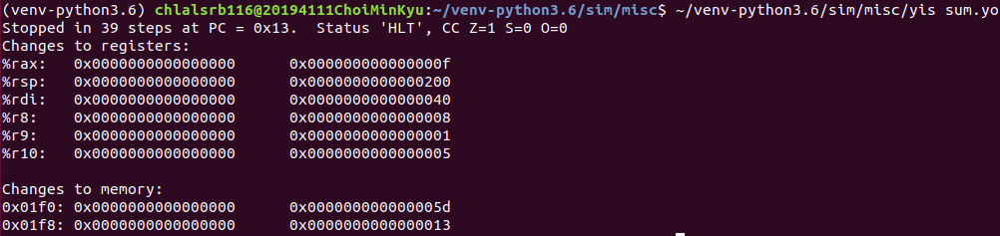 (venv-python3.6) chlalsrb116@20194111ChoiMinKyu:~/venv-python3.6/sim/misc$ ~/venv-python3.6/sim/misc/yis sum.yo
Stopped in 39 steps at PC = 0x13.  Status 'HLT', CC Z=1 S=0 O=0
Changes to registers:
%rax:   0x0000000000000000      0x000000000000000f
%rsp:   0x0000000000000000      0x0000000000000200
%rdi:   0x0000000000000000      0x0000000000000040
%r8:    0x0000000000000000      0x0000000000000008
%r9:    0x0000000000000000      0x0000000000000001
%r10:   0x0000000000000000      0x0000000000000005
Changes to memory:
0x01f0: 0x0000000000000000      0x000000000000005d
0x01f8: 0x0000000000000000      0x0000000000000013